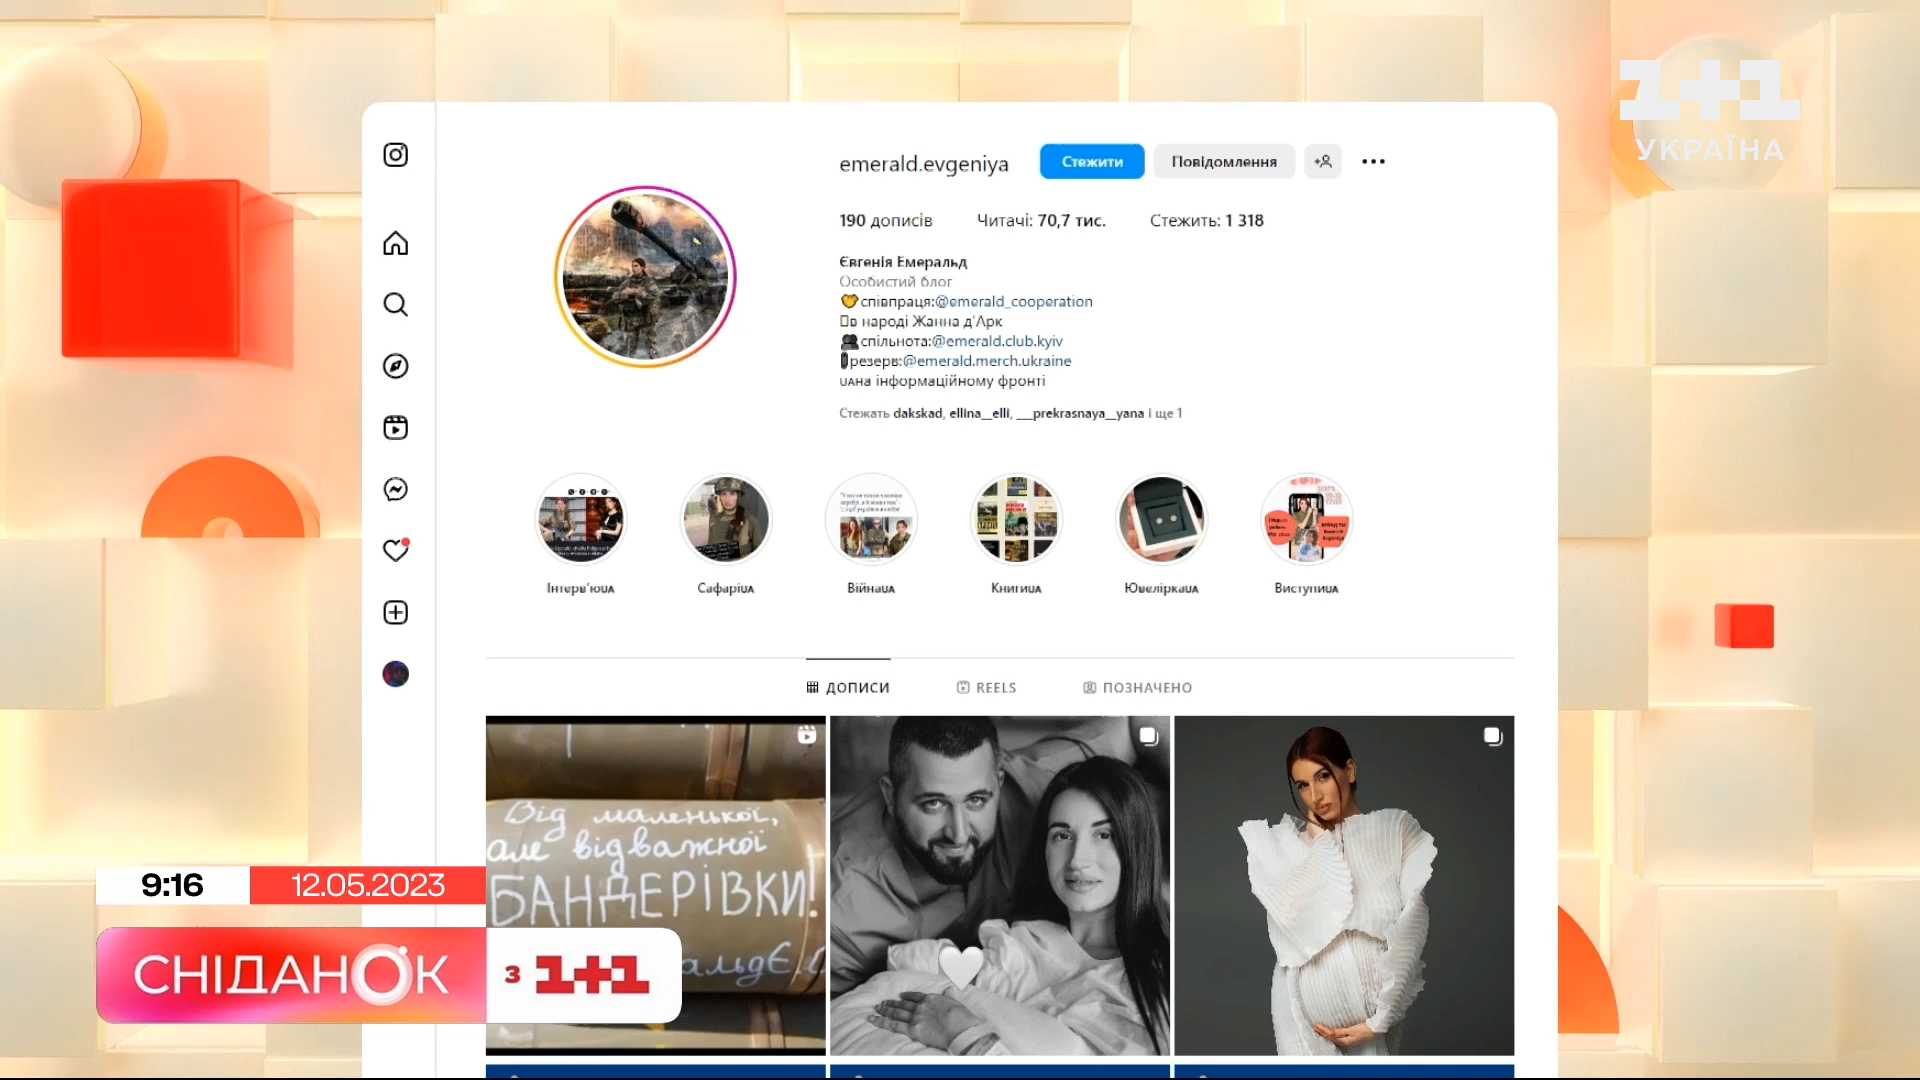 1+1
УКРАЇНА
emerald.evgeniya
Стежити
Повідомлення
190 дописів
Читачі: 70,7 тис.
Стежить: 1 318
Євгенія Емеральд
Особистий блог
співпраця:@emerald_cooperation
в народі Жанна д'Арк
спільнота:@emerald.club.kyiv
резерв:@emerald.merch.ukraine
UAна інформаційному фронті
Стежать dakskad, ellina__elli, ___prekrasnaya__yana і ще 1
Інтерв'юUA
СафаріUA
ВійнаUA
КнигиUA
ЮвеліркаUA
ВиступиUA
ДОПИСИ
REELS
ПОЗНАЧЕНО
Від маленької,
але відважної
БАНДЕРІВКИ!
9:16
12.05.2023
СНІДАНОК
з 1+1